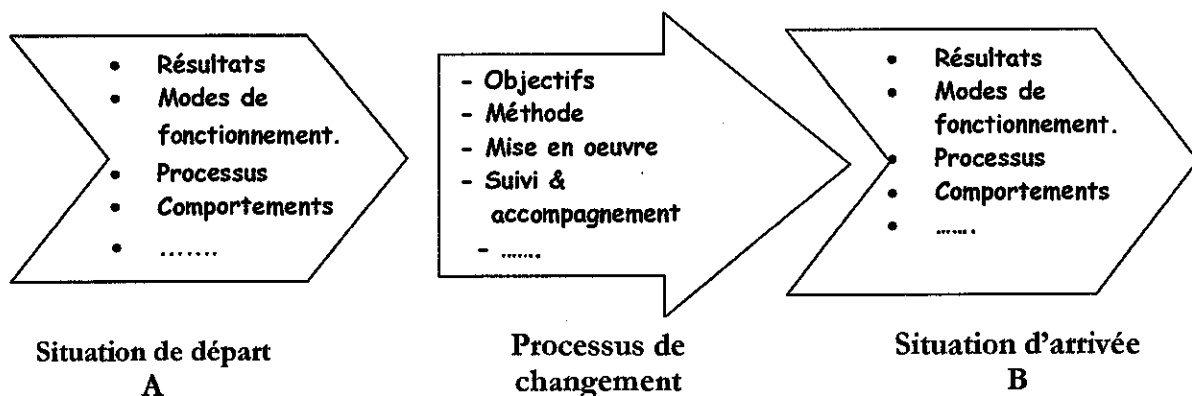 • Résultats
• Modes de
fonctionnement.
• Processus
• Comportements
• .......
Situation de départ
A
- Objectifs
- Méthode
- Mise en oeuvre
- Suivi &
accompagnement
- .......
Processus de
changement
• Résultats
• Modes de
fonctionnement.
• Processus
• Comportements
• .......
Situation d'arrivée
B